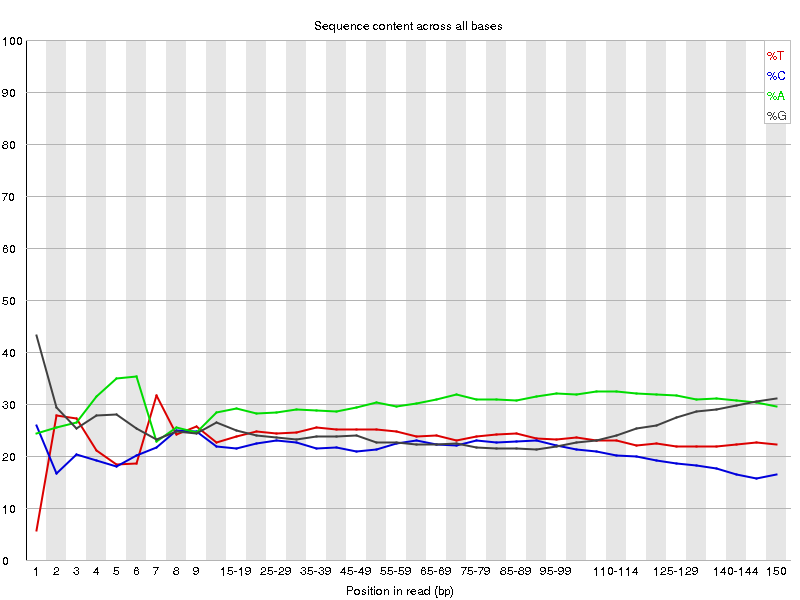 Sequence content across all bases
100
90
80
70
60
50
40
30
20
10
0
%T
%C
%A
%G
1 2 3 4 5 6 7 8 9 15-19 25-29 35-39 45-49 55-59 65-69 75-79 85-89 95-99 110-114 125-129 140-144 150
Position in read (bp)